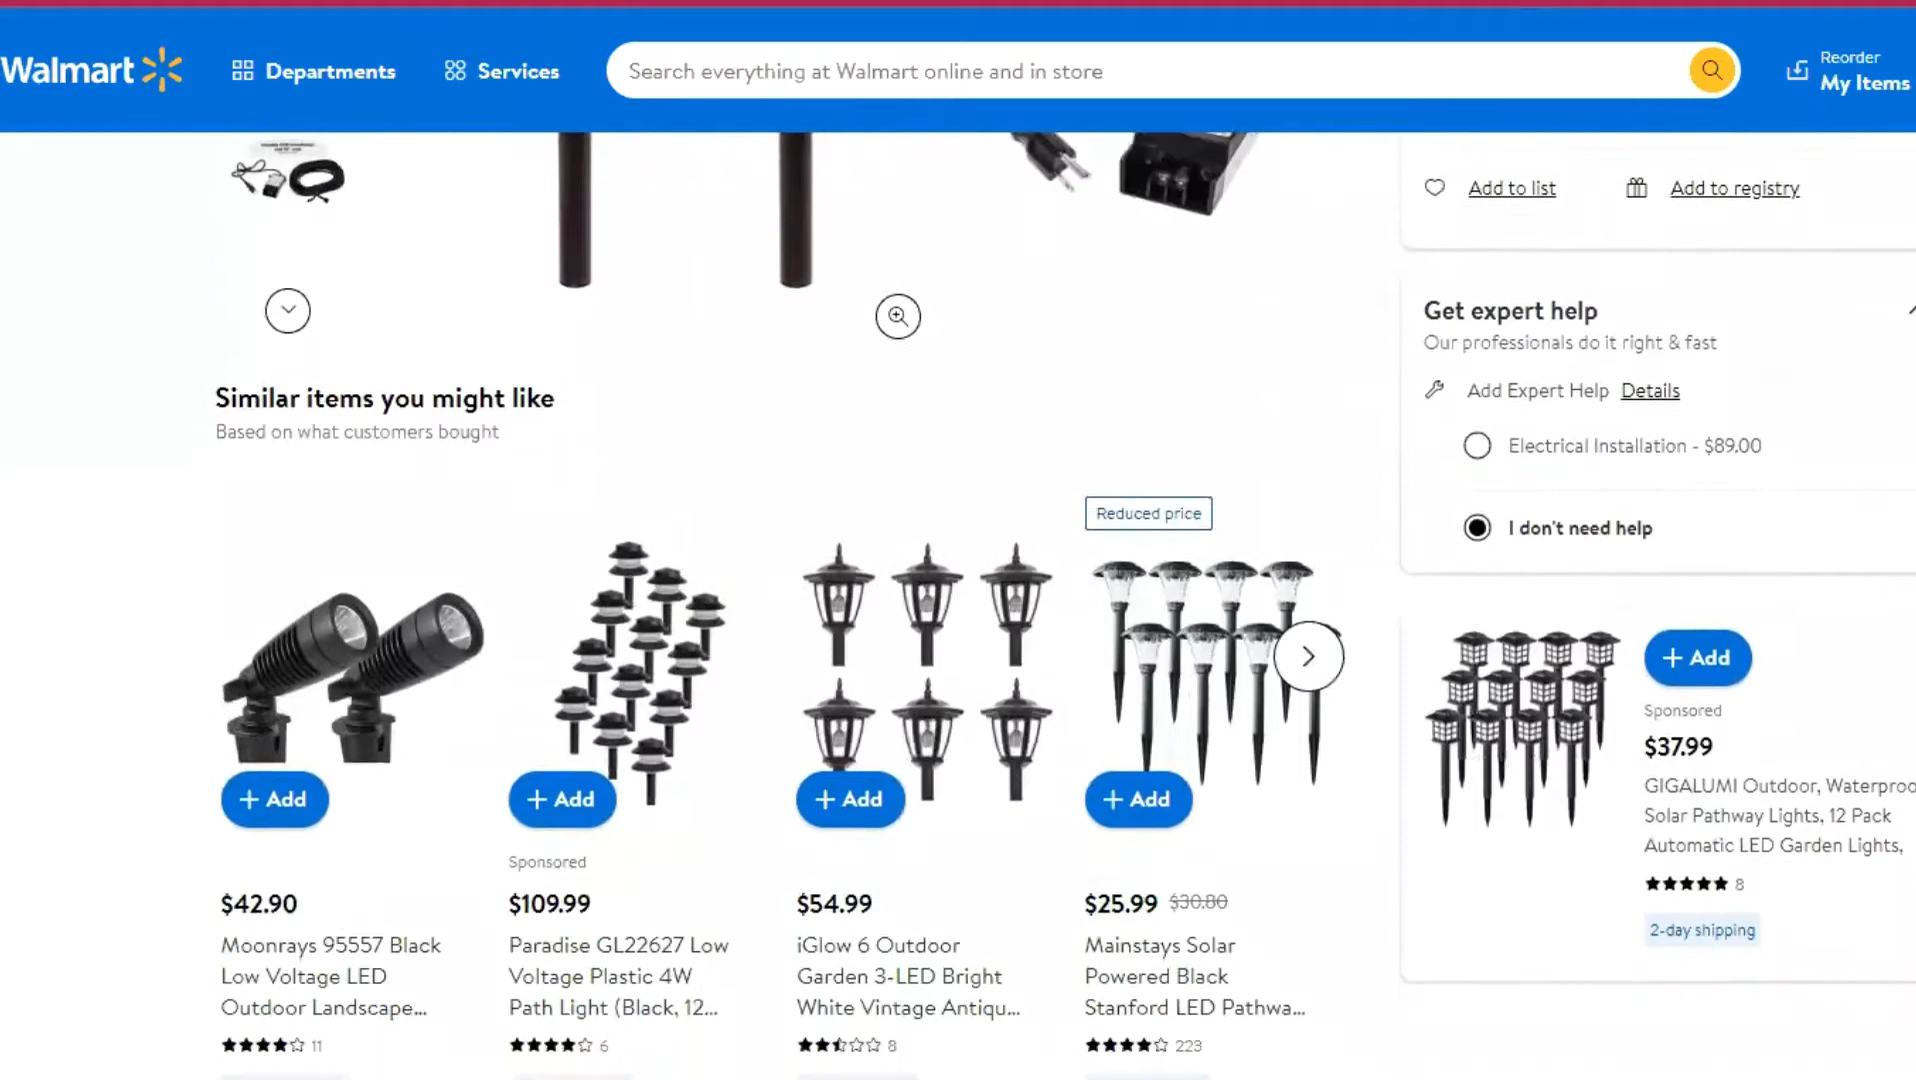 Walmart
Departments
Services
Search everything at Walmart online and in store
Reorder
My Items
Add to list
Add to registry
Get expert help
Our professionals do it right & fast
Add Expert Help Details
Electrical Installation - $89.00
I don't need help
Similar items you might like
Based on what customers bought
Reduced price
+ Add
+ Add
+ Add
+ Add
Sponsored
$42.90
$109.99
$54.99
$25.99 $30.80
Moonrays 95557 Black
Low Voltage LED
Outdoor Landscape...
11
Paradise GL22627 Low
Voltage Plastic 4W
Path Light (Black, 12...
6
iGlow 6 Outdoor
Garden 3-LED Bright
White Vintage Antiqu...
8
Mainstays Solar
Powered Black
Stanford LED Pathwa...
223
+ Add
Sponsored
$37.99
GIGALUMI Outdoor, Waterproo
Solar Pathway Lights, 12 Pack
Automatic LED Garden Lights,
8
2-day shipping